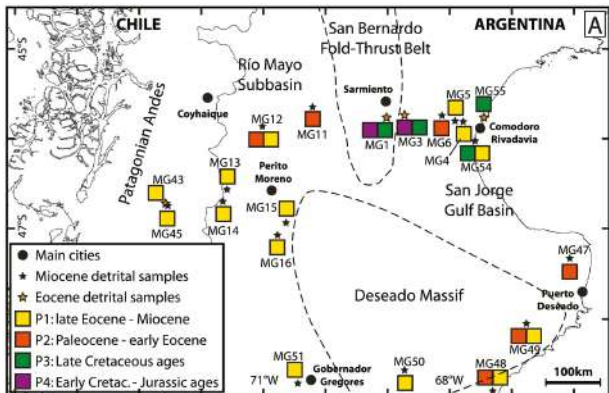 CHILE
San Bernardo
Fold-Thrust Belt
ARGENTINA
A
45°S
Río Mayo
Subbasin
Sarmiento
MG5
MG55
Coyhaique
MG12
MG11
MG1
MG3
MG6
MG4
Comodoro
Rivadavia
MG54
Patagonian Andes
MG13
Perito
Moreno
MG43
MG15
San Jorge
Gulf Basin
MG45
MG14
47°S
MG16
MG47
Main cities
Miocene detrital samples
Eocene detrital samples
P1: late Eocene - Miocene
P2: Paleocene - early Eocene
P3: Late Cretaceous ages
P4: Early Cretac. - Jurassic ages
Deseado Massif
Puerto
Deseado
MG49
MG51
Gobernador
Gregores
MG50
MG48
71°W
68°W
100km